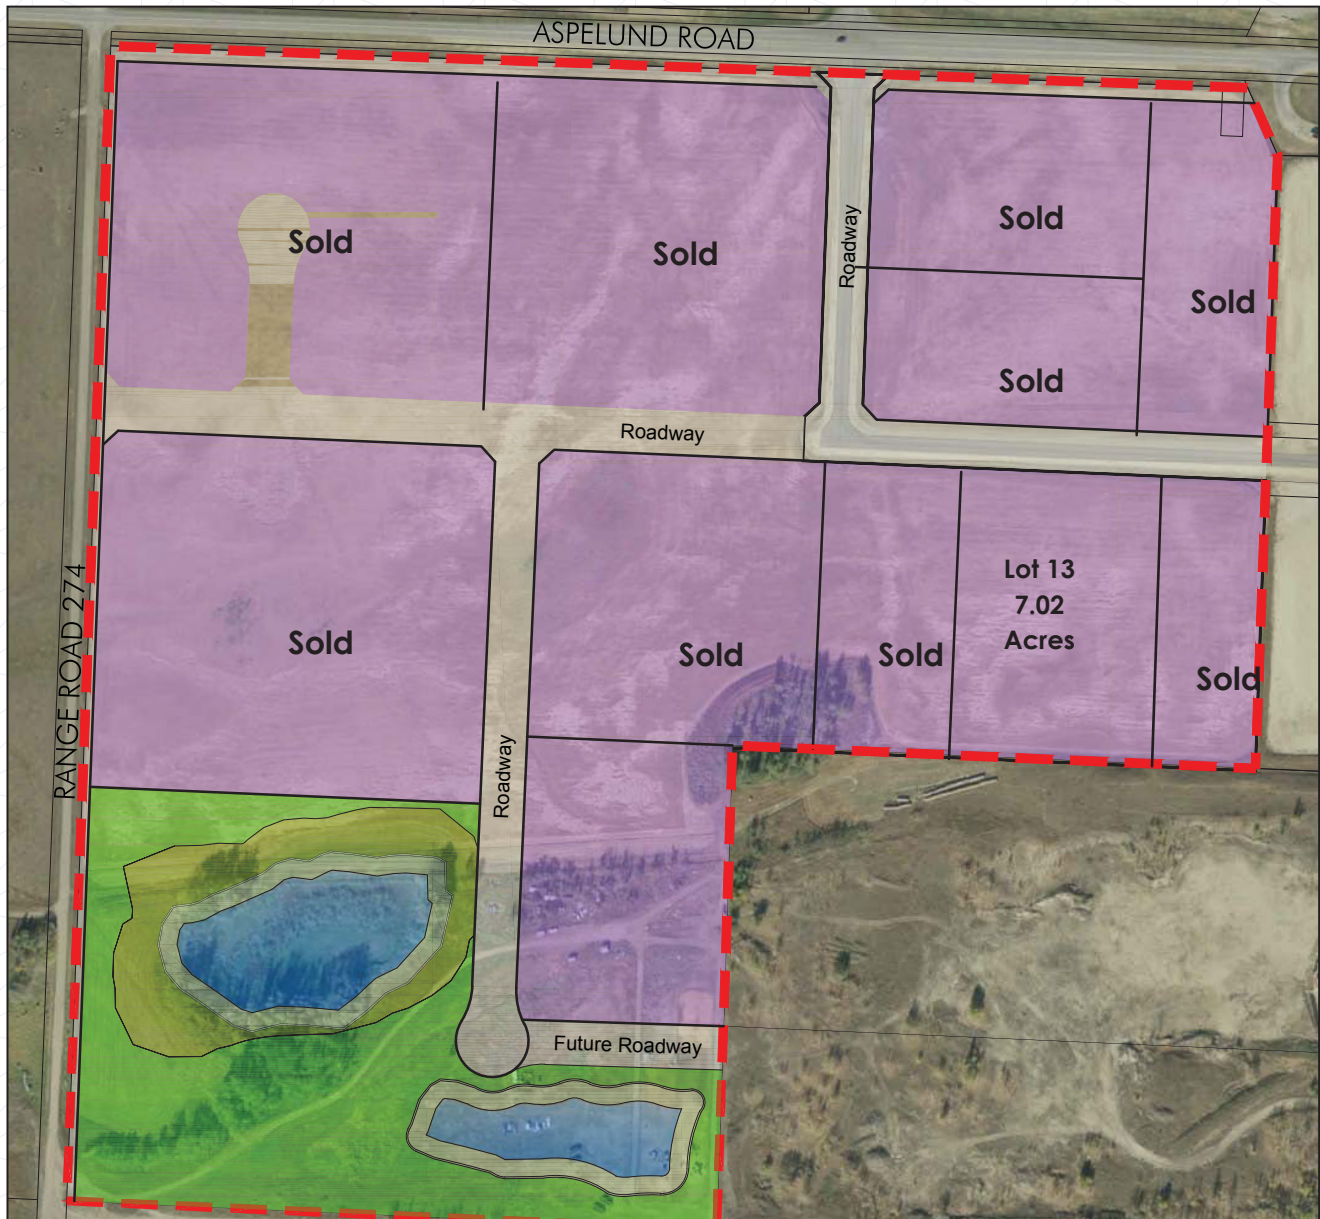 ASPELUND ROAD
Sold
Sold
Roadway
Sold
Sold
Sold
Roadway
RANGE ROAD 274
Sold
Sold
Sold
Lot 13
7.02
Acres
Sold
Roadway
Future Roadway